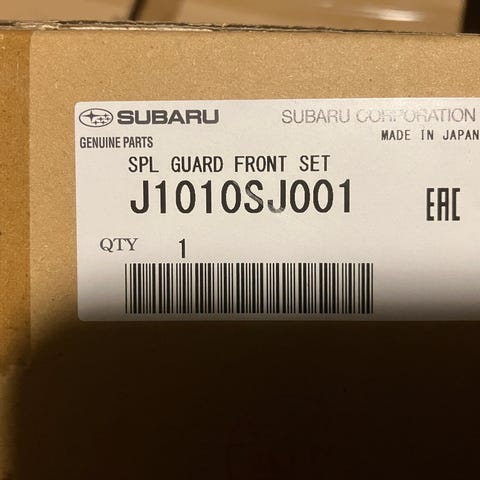 SUBARU SUBARU CORPORATION
GENUINE PARTS MADE IN JAPAN
SPL GUARD FRONT SET
J1010SJ001 EAC
QTY 1